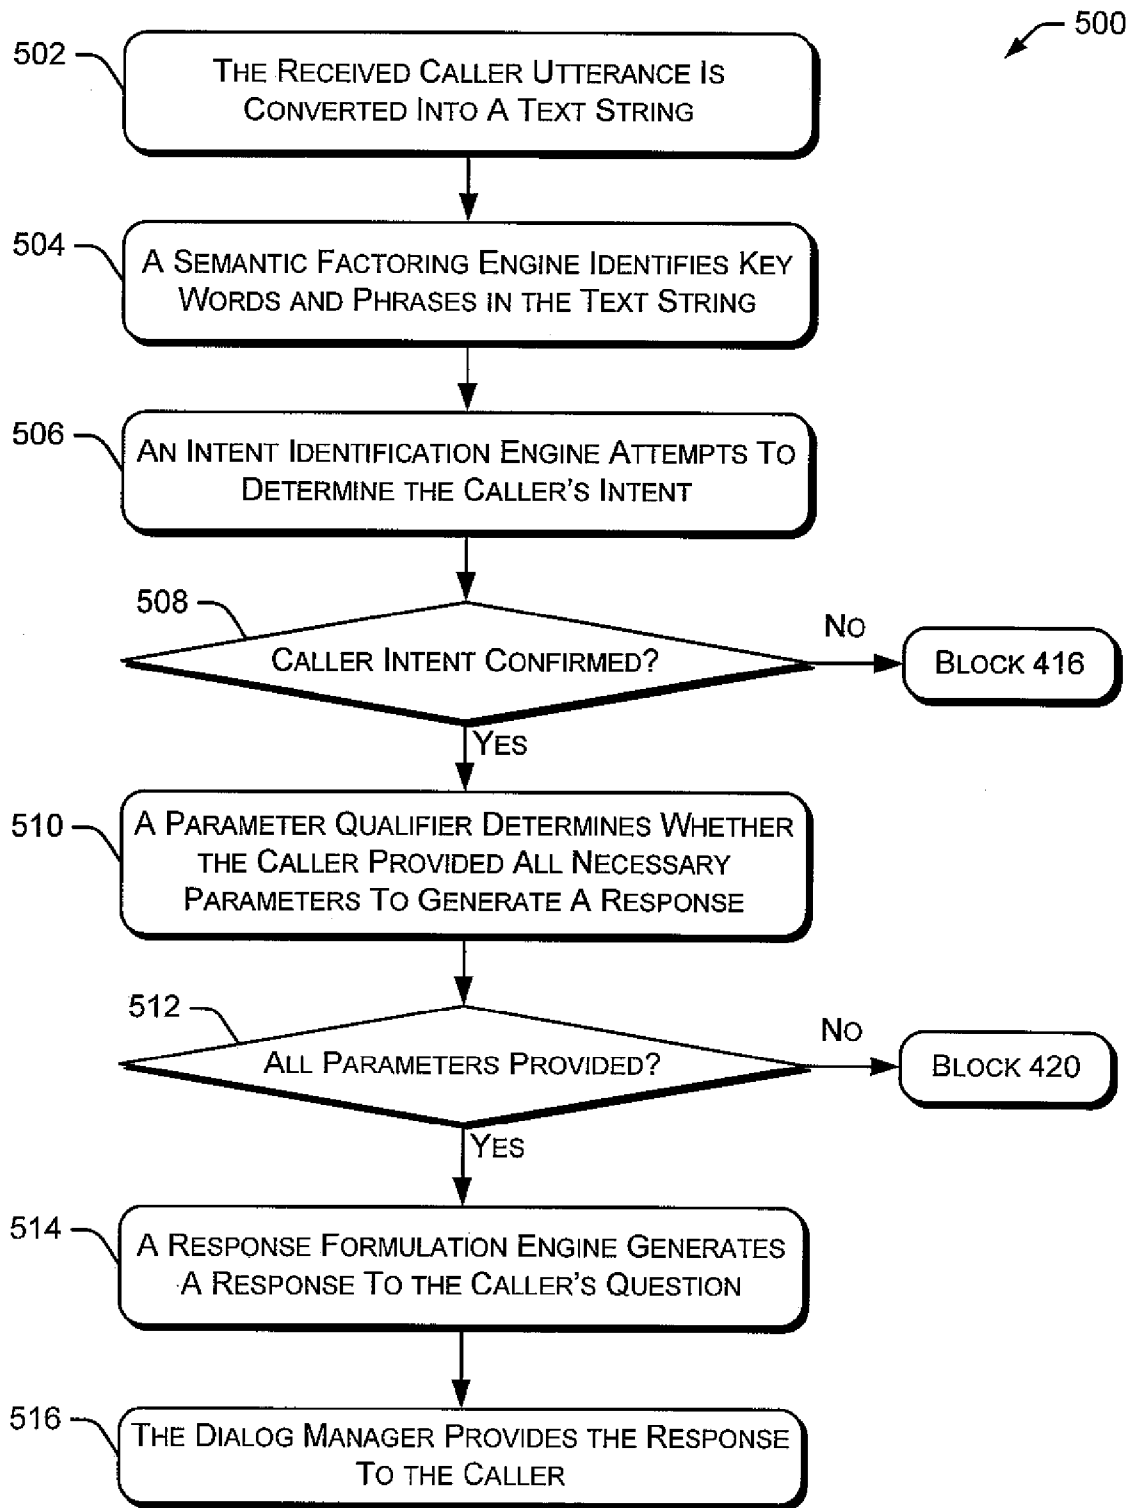 500
502
THE RECEIVED CALLER UTTERANCE IS
CONVERTED INTO A TEXT STRING
504
A SEMANTIC FACTORING ENGINE IDENTIFIES KEY
WORDS AND PHRASES IN THE TEXT STRING
506
AN INTENT IDENTIFICATION ENGINE ATTEMPTS TO
DETERMINE THE CALLER'S INTENT
508
CALLER INTENT CONFIRMED?
NO
BLOCK 416
YES
510
A PARAMETER QUALIFIER DETERMINES WHETHER
THE CALLER PROVIDED ALL NECESSARY
PARAMETERS TO GENERATE A RESPONSE
512
ALL PARAMETERS PROVIDED?
NO
BLOCK 420
YES
514
A RESPONSE FORMULATION ENGINE GENERATES
A RESPONSE TO THE CALLER'S QUESTION
516
THE DIALOG MANAGER PROVIDES THE RESPONSE
TO THE CALLER